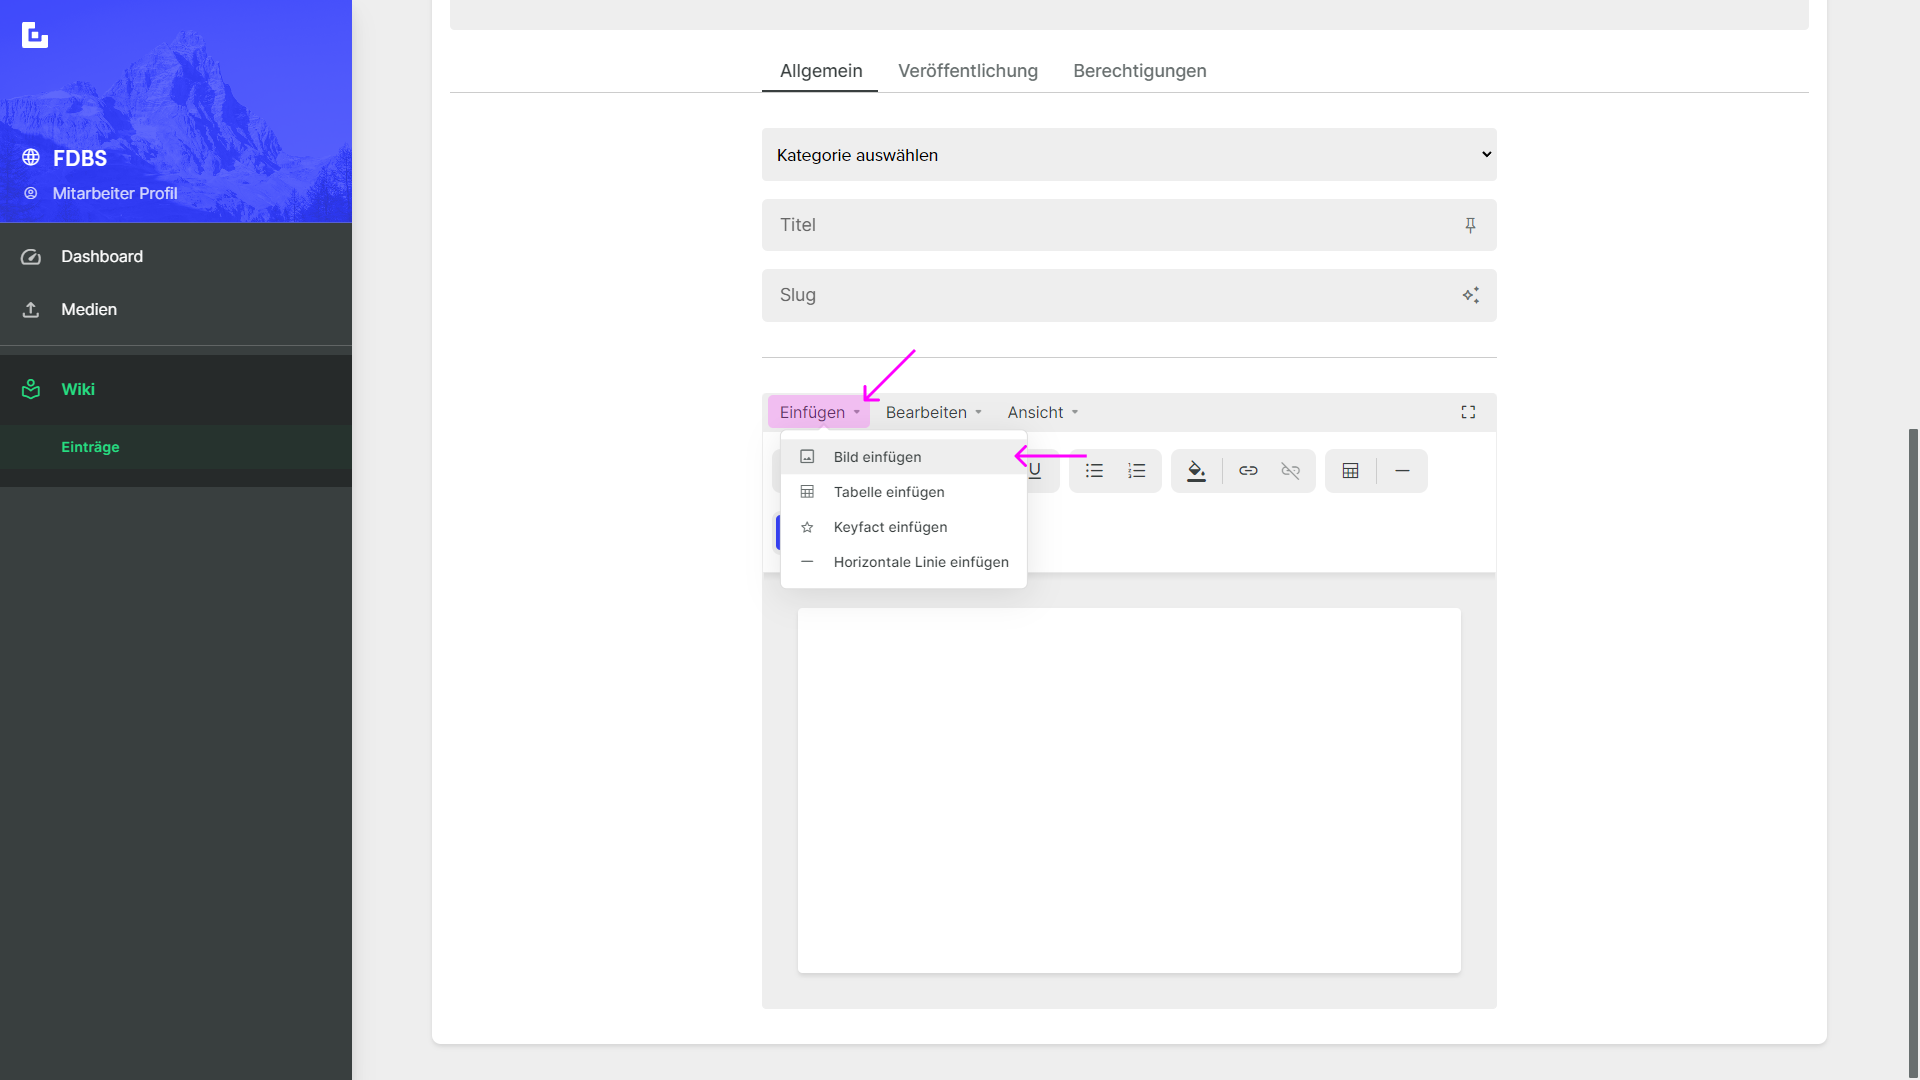 Allgemein Veröffentlichung Berechtigungen
FDBS
Mitarbeiter Profil
Dashboard
Medien
Wiki
Einträge
Kategorie auswählen
Titel
Slug
Einfügen Bearbeiten Ansicht
Bild einfügen
Tabelle einfügen
Keyfact einfügen
Horizontale Linie einfügen